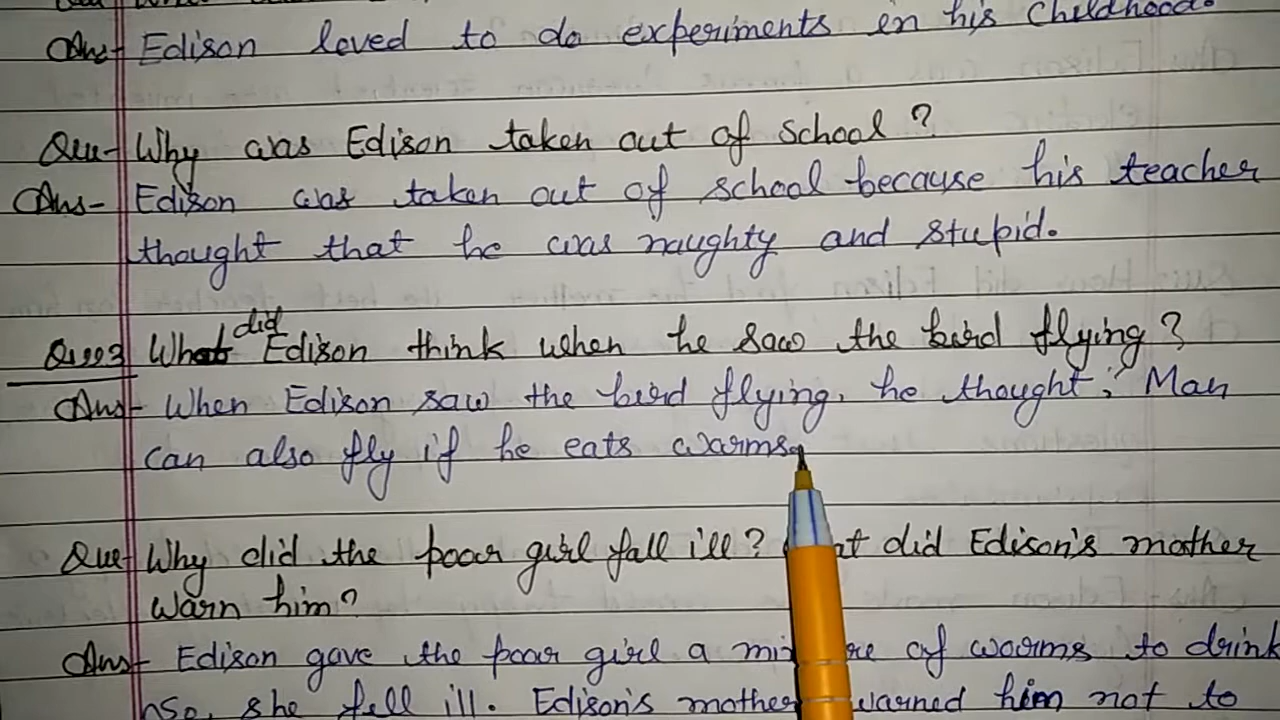 Ans- Edison loved to do experiments in his childhood.
Que- Why was Edison taken out of school?
Ans- Edison was taken out of school because his teacher
thought that he was naughty and stupid.
Que3 What did Edison think when he saw the bird flying?
Ans- When Edison saw the bird flying, he thought, "Man
can also fly if he eats warms.
Que- Why did the poor girl fall ill? did Edison's mother
warn him?
Ans- Edison gave the poor girl a of warms to drink
so, she fell ill. Edison's mother warned him not to